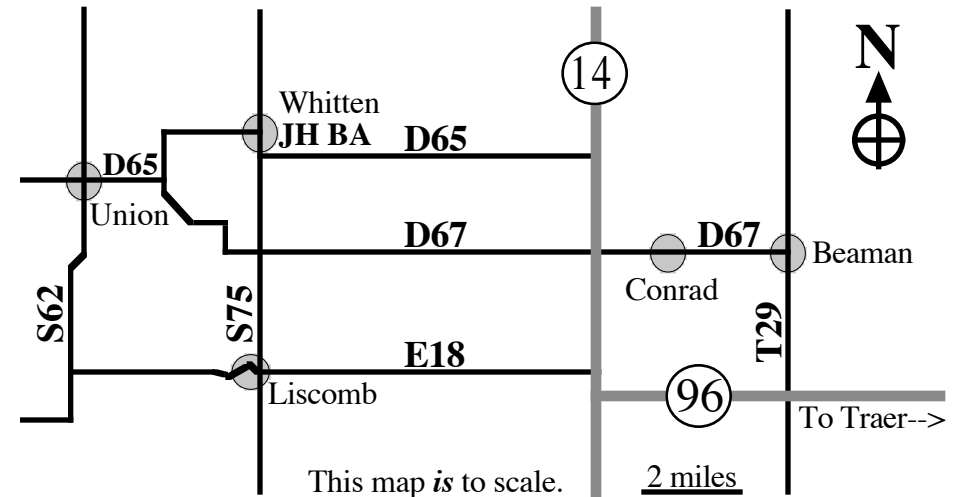 N
14
Whitten
JH BA
D65
D65
Union
D67
D67
Beaman
Conrad
S62
S75
T29
E18
Liscomb
96
To Traer-->
This map is to scale.
2 miles